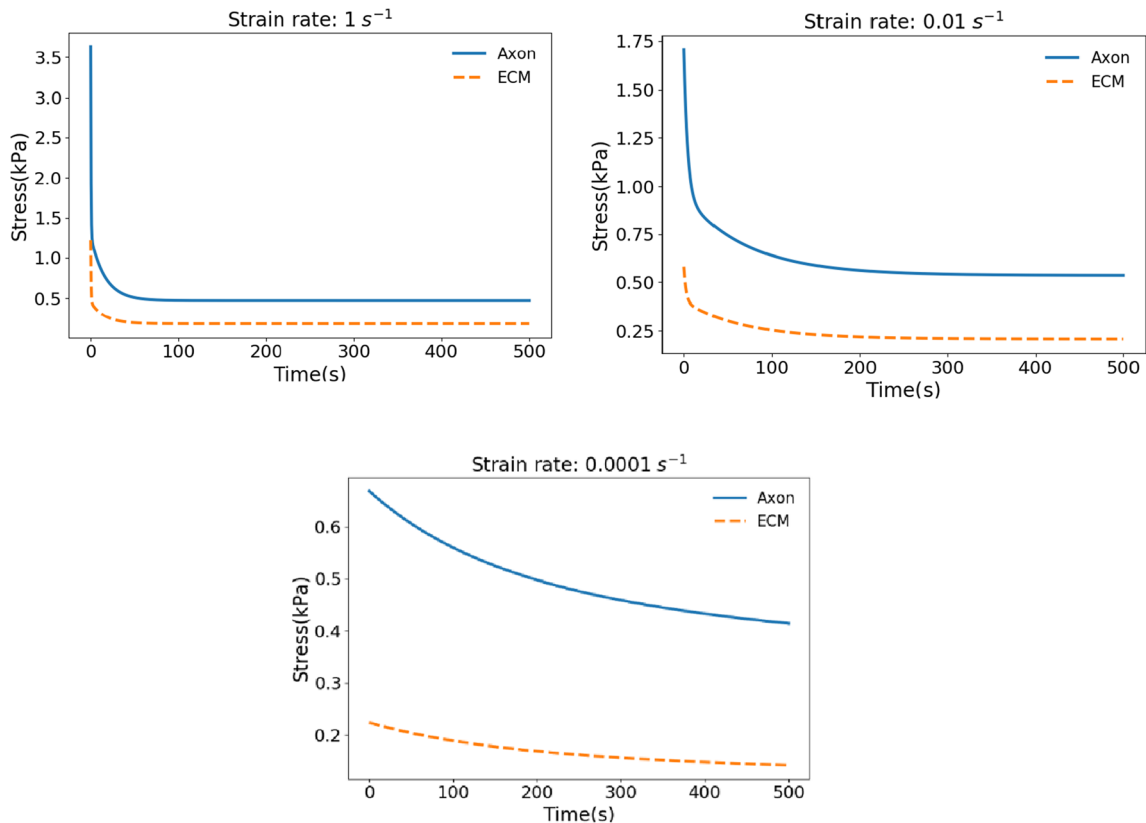 Strain rate: 1 s⁻¹
Axon
ECM
3.5
3.0
2.5
2.0
1.5
1.0
0.5
Stress(kPa)
0 100 200 300 400 500
Time(s)
Strain rate: 0.01 s⁻¹
Axon
ECM
1.75
1.50
1.25
1.00
0.75
0.50
0.25
Stress(kPa)
0 100 200 300 400 500
Time(s)
Strain rate: 0.0001 s⁻¹
Axon
ECM
0.6
0.5
0.4
0.3
0.2
Stress(kPa)
0 100 200 300 400 500
Time(s)